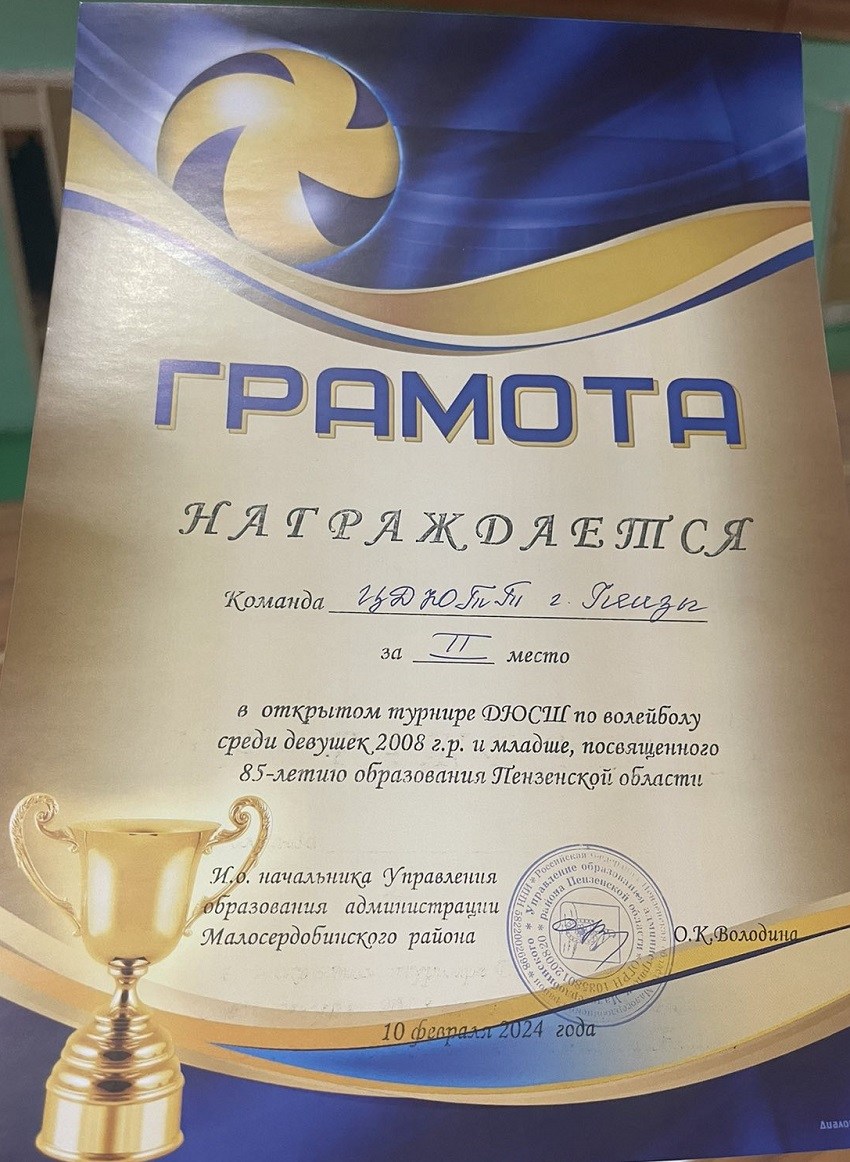 ГРАМОТА
НАГРАЖДАЕТСЯ
Команда ЦДЮТиТ г. Пензы
за II место
в открытом турнире ДЮСШ по волейболу
среди девушек 2008 г.р. и младше, посвященного
85-летию образования Пензенской области
И.о. начальника Управления
образования администрации
Малосердобинского района
О.К.Володина
10 февраля 2024 года